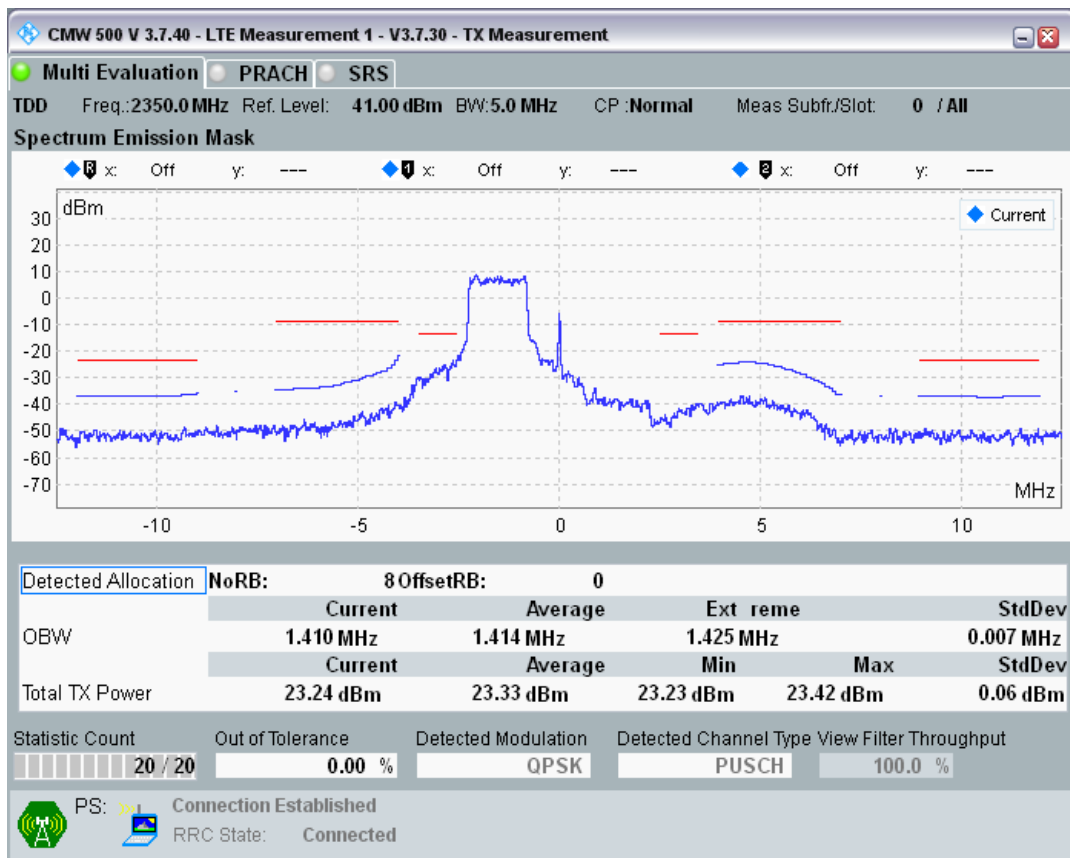 CMW 500 V 3.7.40 - LTE Measurement 1 - V3.7.30 - TX Measurement
Multi Evaluation PRACH SRS
TDD Freq.:2350.0 MHz Ref. Level: 41.00 dBm BW:5.0 MHz CP :Normal Meas Subfr./Slot: 0 / All
Spectrum Emission Mask
R x: Off y: --- 1 x: Off y: --- 2 x: Off y: ---
dBm
Current
30
20
10
0
-10
-20
-30
-40
-50
-60
-70
MHz
-10 -5 0 5 10
Detected Allocation NoRB: 8 OffsetRB: 0
Current Average Ext reme StdDev
OBW 1.410 MHz 1.414 MHz 1.425 MHz 0.007 MHz
Current Average Min Max StdDev
Total TX Power 23.24 dBm 23.33 dBm 23.23 dBm 23.42 dBm 0.06 dBm
Statistic Count Out of Tolerance Detected Modulation Detected Channel Type View Filter Throughput
20 / 20 0.00 % QPSK PUSCH 100.0 %
PS: Connection Established
RRC State: Connected